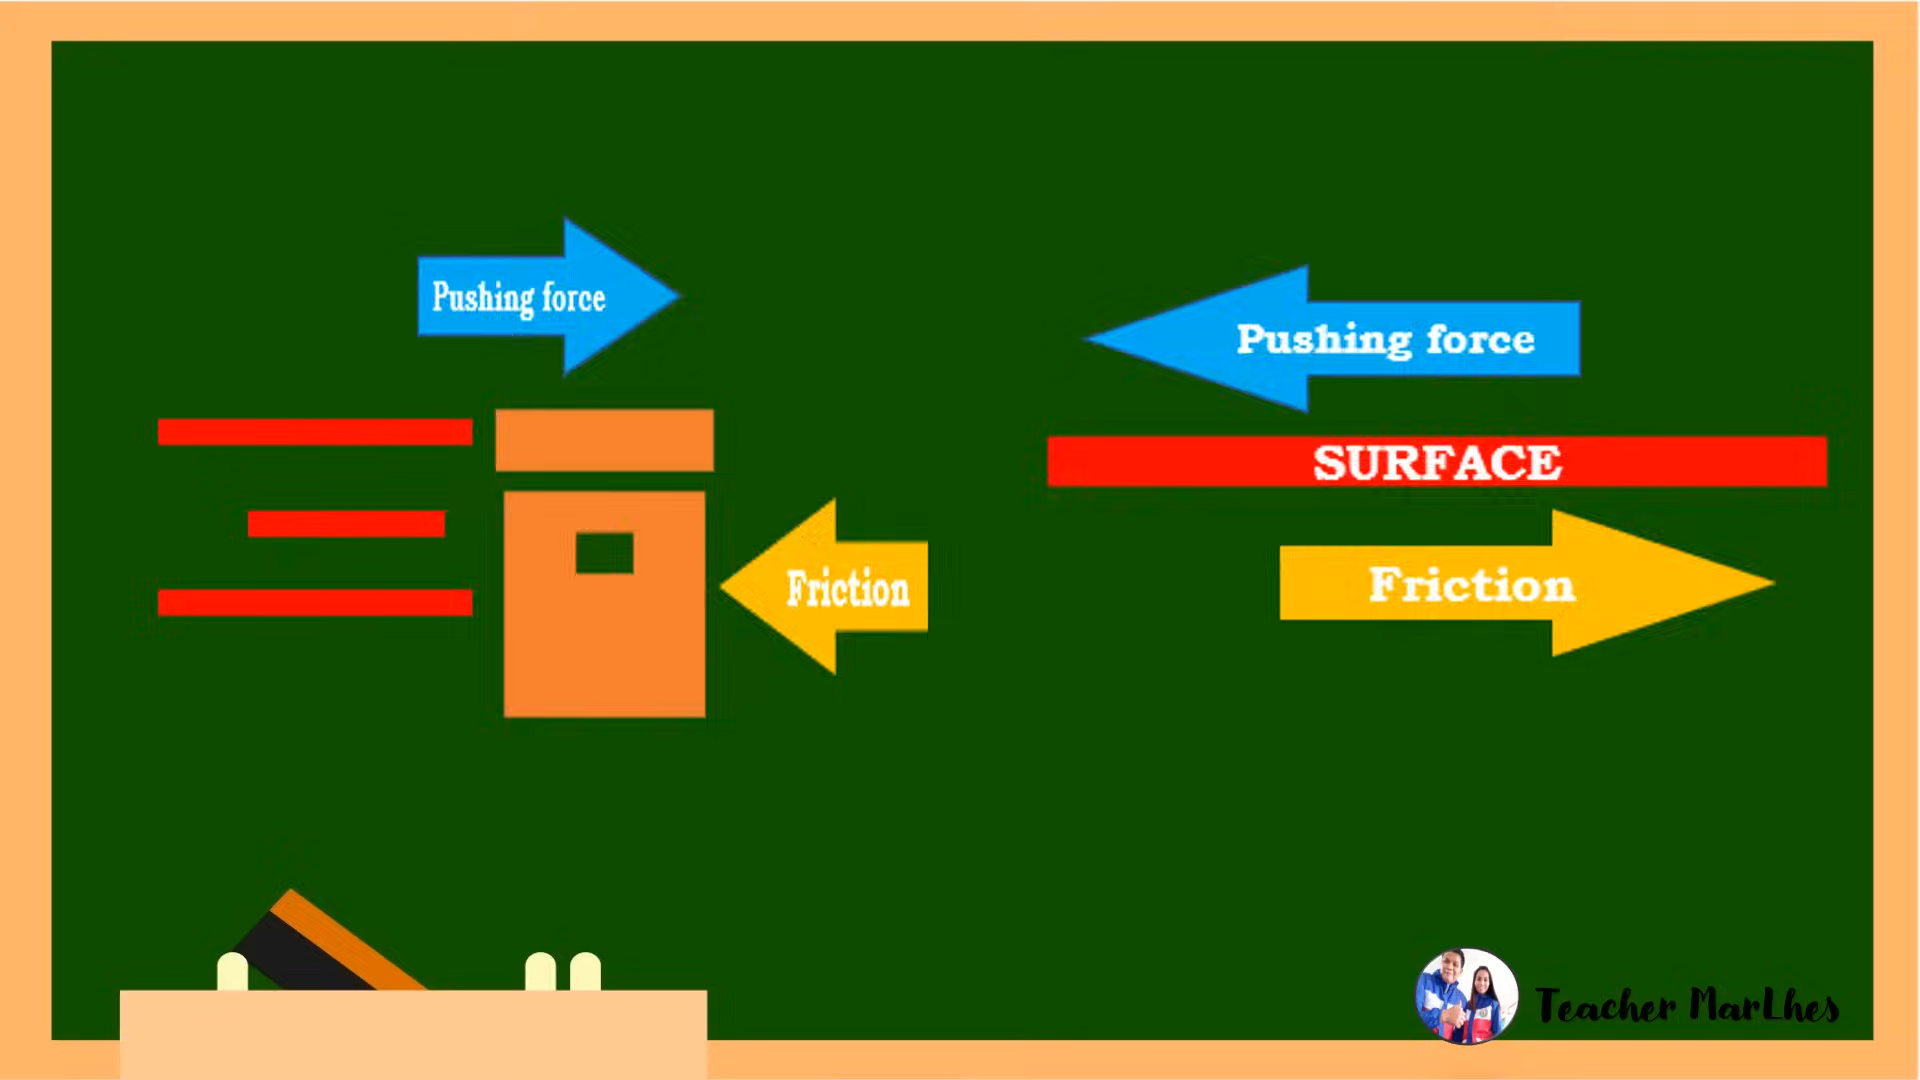 Pushing force
Friction
Pushing force
SURFACE
Friction
Teacher MarLhes